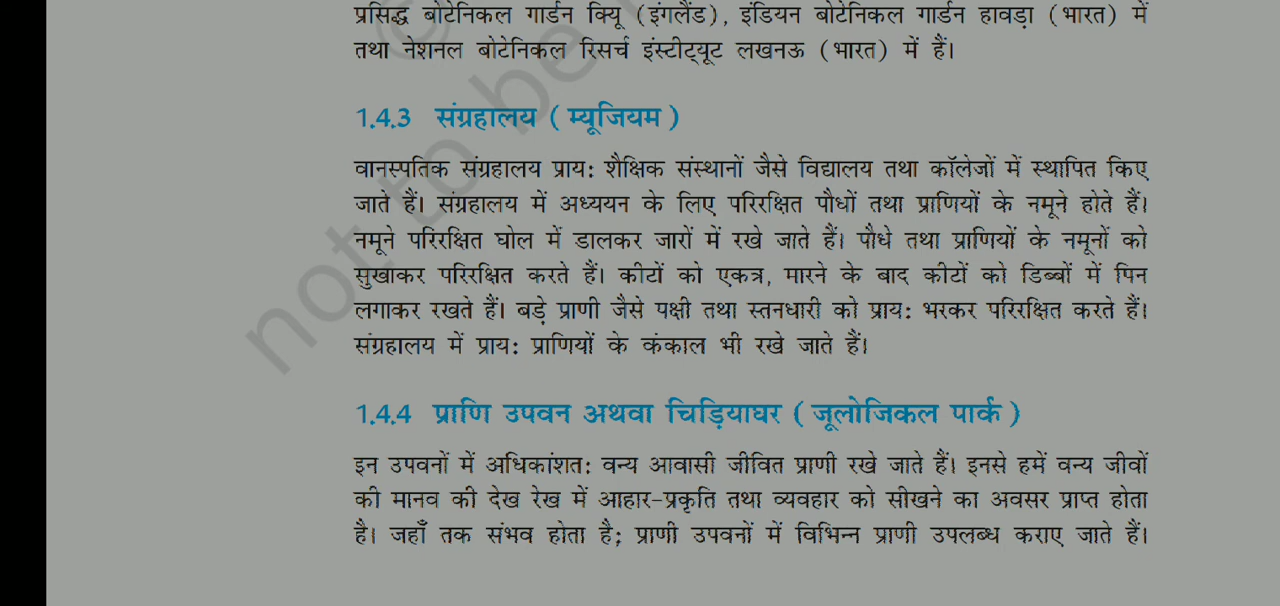 प्रसिद्ध बोटेनिकल गार्डन क्यू (इंगलैंड), इंडियन बोटेनिकल गार्डन हावड़ा (भारत) में
तथा नेशनल बोटेनिकल रिसर्च इंस्टीट्यूट लखनऊ (भारत) में हैं।
1.4.3 संग्रहालय (म्यूजियम)
वानस्पतिक संग्रहालय प्राय: शैक्षिक संस्थानों जैसे विद्यालय तथा कॉलेजों में स्थापित किए
जाते हैं। संग्रहालय में अध्ययन के लिए परिरक्षित पौधों तथा प्राणियों के नमूने होते हैं।
नमूने परिरक्षित घोल में डालकर जारों में रखे जाते हैं। पौधे तथा प्राणियों के नमूनों को
सुखाकर परिरक्षित करते हैं। कीटों को एकत्र, मारने के बाद कीटों को डिब्बों में पिन
लगाकर रखते हैं। बड़े प्राणी जैसे पक्षी तथा स्तनधारी को प्राय: भरकर परिरक्षित करते हैं।
संग्रहालय में प्राय: प्राणियों के कंकाल भी रखे जाते हैं।
1.4.4 प्राणि उपवन अथवा चिड़ियाघर (जूलोजिकल पार्क)
इन उपवनों में अधिकांशत: वन्य आवासी जीवित प्राणी रखे जाते हैं। इनसे हमें वन्य जीवों
की मानव की देख रेख में आहार-प्रकृति तथा व्यवहार को सीखने का अवसर प्राप्त होता
है। जहाँ तक संभव होता है; प्राणी उपवनों में विभिन्न प्राणी उपलब्ध कराए जाते हैं।
©
not to be